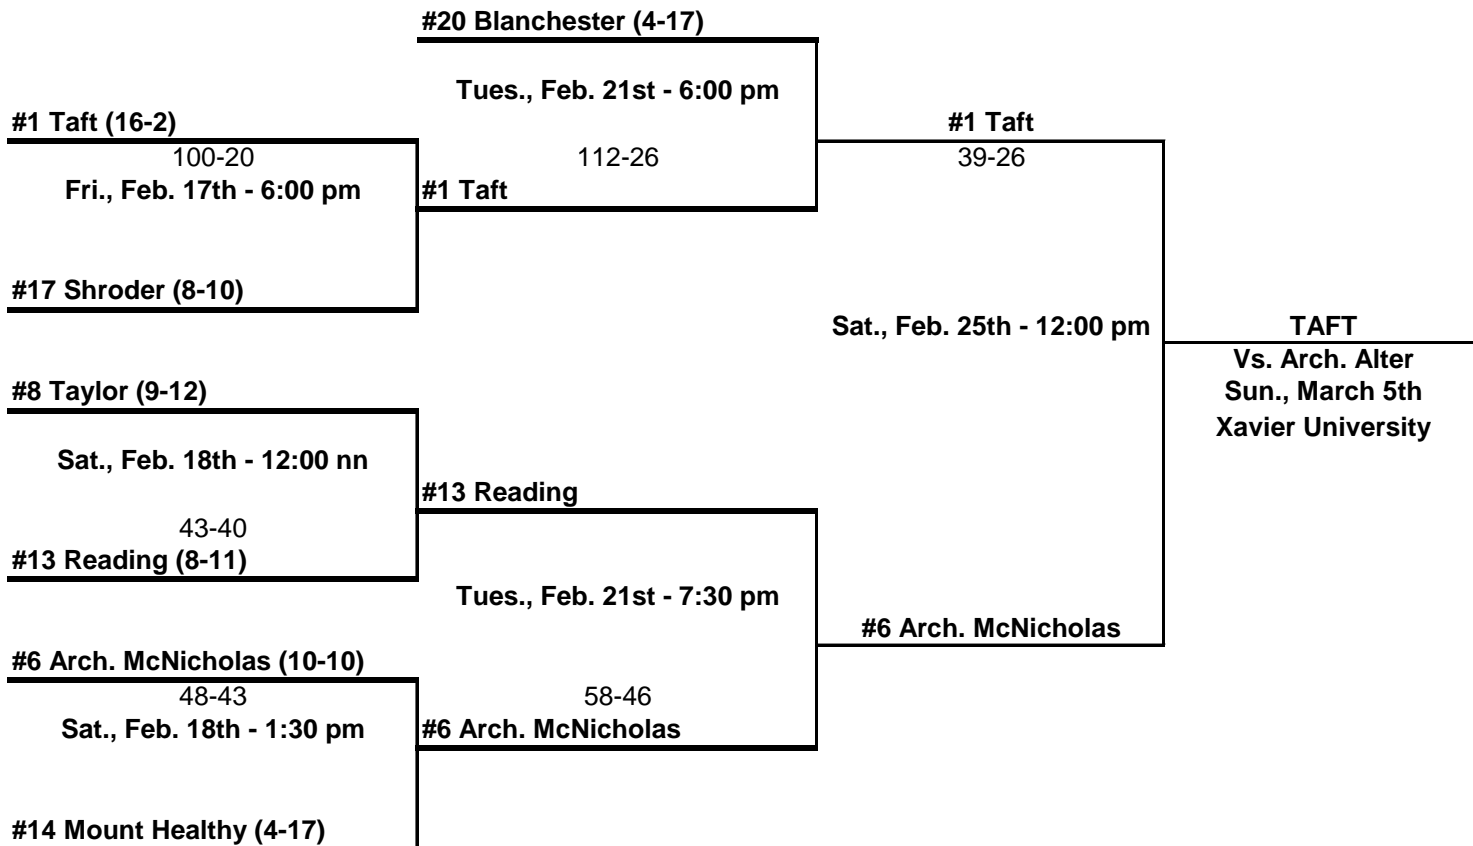 #20 Blanchester (4-17)
Tues., Feb. 21st - 6:00 pm
#1 Taft (16-2)
#1 Taft
100-20
112-26
39-26
Fri., Feb. 17th - 6:00 pm
#1 Taft
#17 Shroder (8-10)
Sat., Feb. 25th - 12:00 pm
TAFT
Vs. Arch. Alter
Sun., March 5th
Xavier University
#8 Taylor (9-12)
Sat., Feb. 18th - 12:00 nn
#13 Reading
43-40
#13 Reading (8-11)
Tues., Feb. 21st - 7:30 pm
#6 Arch. McNicholas
#6 Arch. McNicholas (10-10)
48-43
58-46
Sat., Feb. 18th - 1:30 pm
#6 Arch. McNicholas
#14 Mount Healthy (4-17)